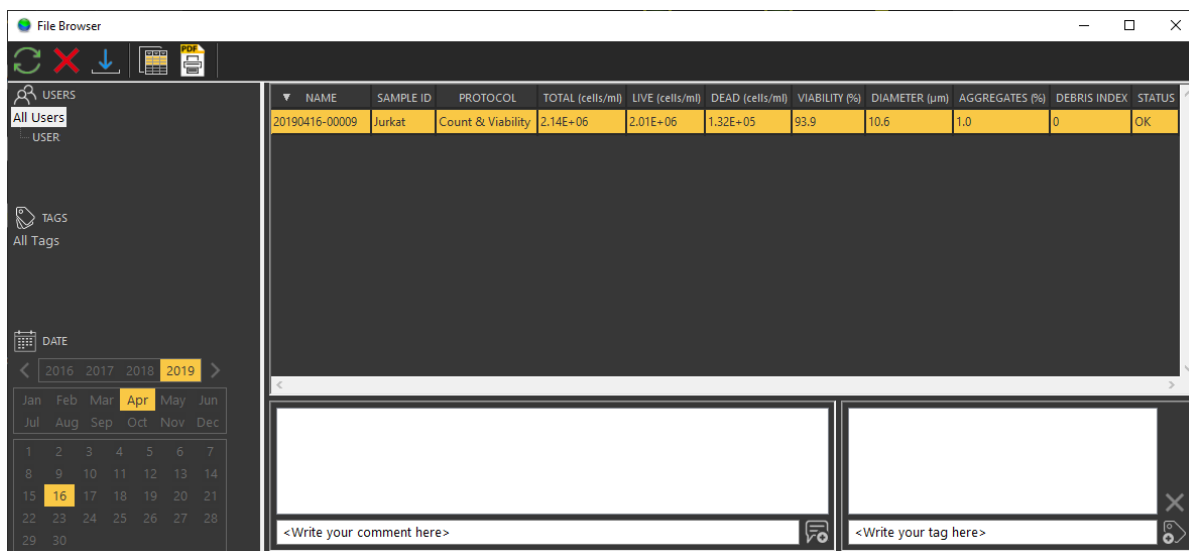 File Browser
PDF
USERS
All Users
USER
TAGS
All Tags
DATE
2016 2017 2018 2019
Jan Feb Mar Apr May Jun
Jul Aug Sep Oct Nov Dec
1 2 3 4 5 6 7
8 9 10 11 12 13 14
15 16 17 18 19 20 21
22 23 24 25 26 27 28
29 30
NAME SAMPLE ID PROTOCOL TOTAL (cells/ml) LIVE (cells/ml) DEAD (cells/ml) VIABILITY (%) DIAMETER (µm) AGGREGATES (%) DEBRIS INDEX STATUS
20190416-00009 Jurkat Count & Viability 2.14E+06 2.01E+06 1.32E+05 93.9 10.6 1.0 0 OK
<Write your comment here>
<Write your tag here>